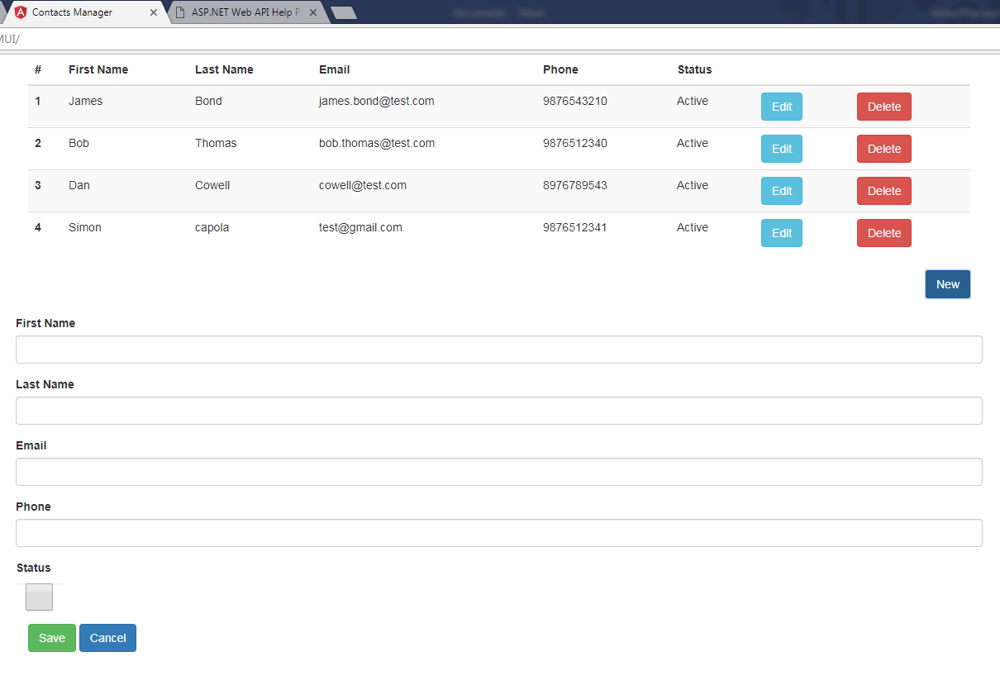 Contacts Manager
ASP.NET Web API Help P
MUI/
# First Name Last Name Email Phone Status
1 James Bond james.bond@test.com 9876543210 Active Edit Delete
2 Bob Thomas bob.thomas@test.com 9876512340 Active Edit Delete
3 Dan Cowell cowell@test.com 8976789543 Active Edit Delete
4 Simon capola test@gmail.com 9876512341 Active Edit Delete
New
First Name
Last Name
Email
Phone
Status
Save Cancel